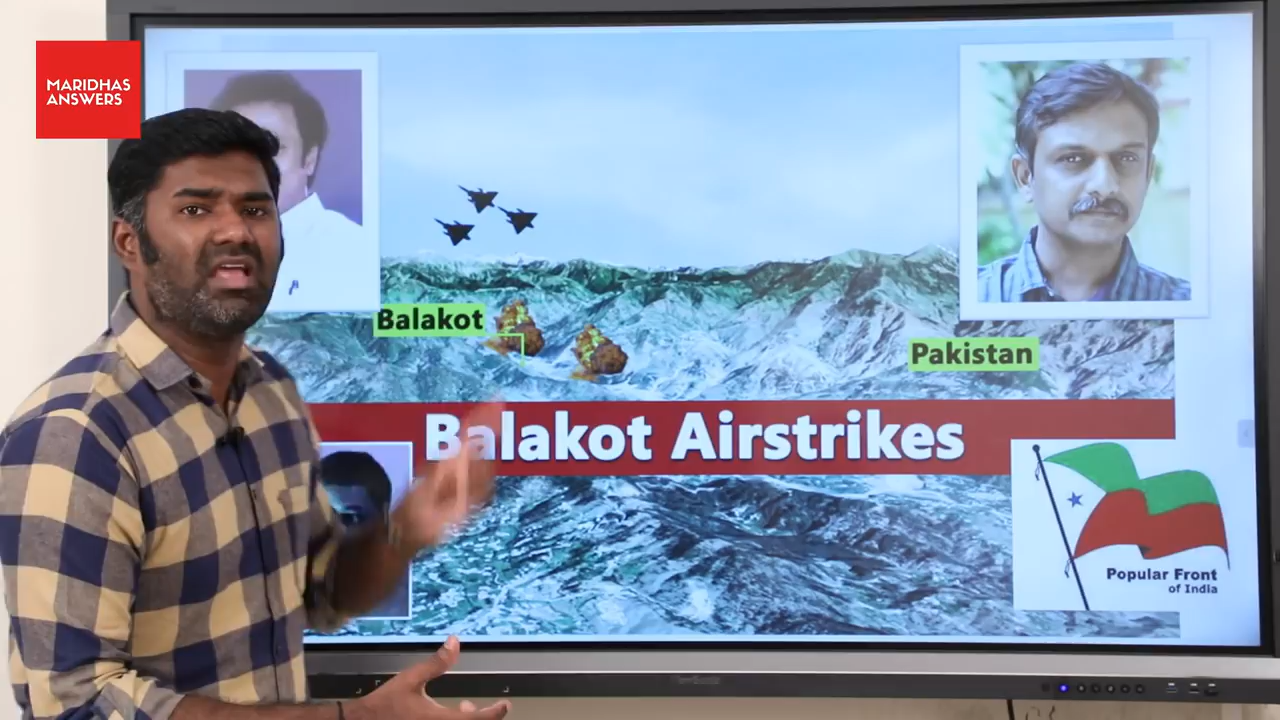 MARIDHAS
ANSWERS
Balakot
Pakistan
Balakot Airstrikes
Popular Front
of India